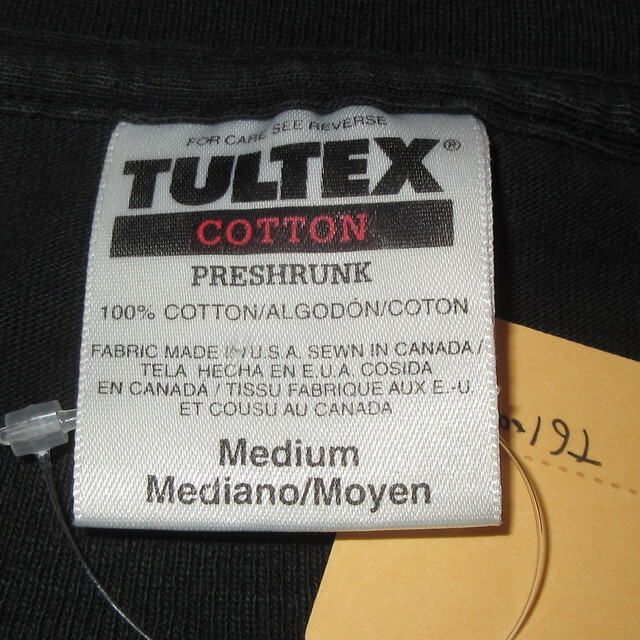 FOR CARE SEE REVERSE
TULTEX®
COTTON
PRESHRUNK
100% COTTON/ALGODÓN/COTON
FABRIC MADE IN U.S.A. SEWN IN CANADA/
TELA HECHA EN E.U.A. COSIDA
EN CANADA / TISSU FABRIQUE AUX E.-U
ET COUSU AU CANADA
Medium
Mediano/Moyen